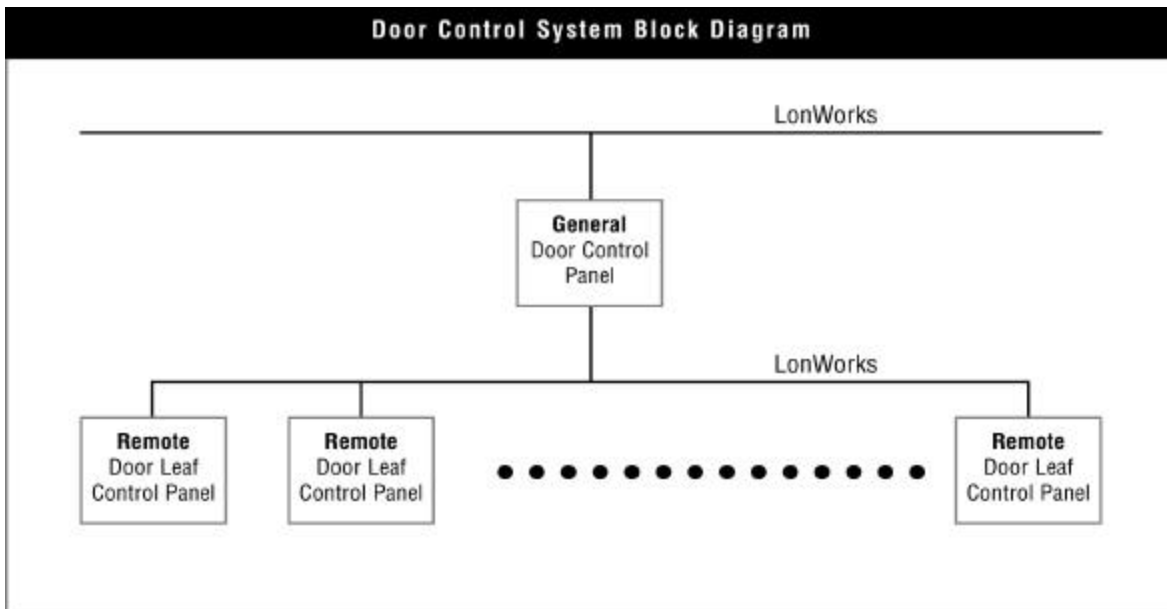 Door Control System Block Diagram
LonWorks
General
Door Control
Panel
LonWorks
Remote
Door Leaf
Control Panel
Remote
Door Leaf
Control Panel
Remote
Door Leaf
Control Panel